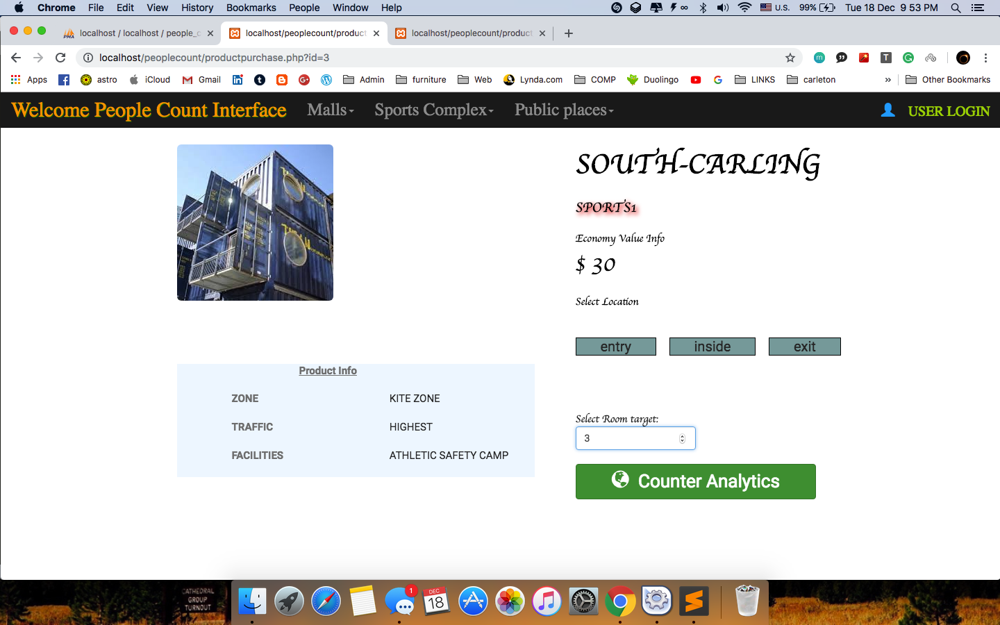 Chrome File Edit View History Bookmarks People Window Help U.S. 99% Tue 18 Dec 9 53 PM
localhost / localhost / people_c
localhost/peoplecount/product
localhost/peoplecount/product
localhost/peoplecount/productpurchase.php?id=3
Apps astro iCloud Gmail Admin furniture Web Lynda.com COMP Duolingo LINKS carleton » Other Bookmarks
Welcome People Count Interface Malls Sports Complex Public places USER LOGIN
SOUTH-CARLING
SPORTS1
Economy Value Info
$ 30
Select Location
entry inside exit
Product Info
ZONE KITE ZONE
TRAFFIC HIGHEST
FACILITIES ATHLETIC SAFETY CAMP
Select Room target:
3
Counter Analytics
CATHEDRAL
GROUP
TURNOUT
1
DEC
18